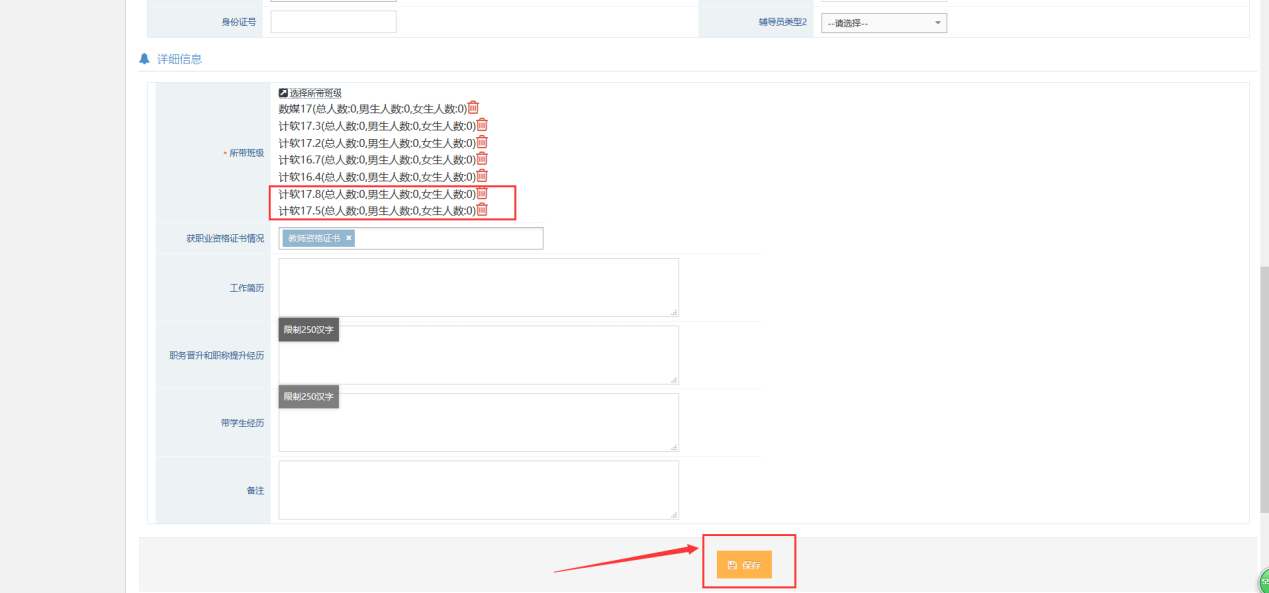 身份证号
辅导员类型2
--请选择--
详细信息
选择所带班级
数媒17(总人数:0,男生人数:0,女生人数:0)
计软17.3(总人数:0,男生人数:0,女生人数:0)
计软17.2(总人数:0,男生人数:0,女生人数:0)
* 所带班级
计软16.7(总人数:0,男生人数:0,女生人数:0)
计软16.4(总人数:0,男生人数:0,女生人数:0)
计软17.8(总人数:0,男生人数:0,女生人数:0)
计软17.5(总人数:0,男生人数:0,女生人数:0)
获职业资格证书情况
教师资格证书 ×
工作简历
限制250汉字
职务晋升和职称提升经历
限制250汉字
带学生经历
备注
保存